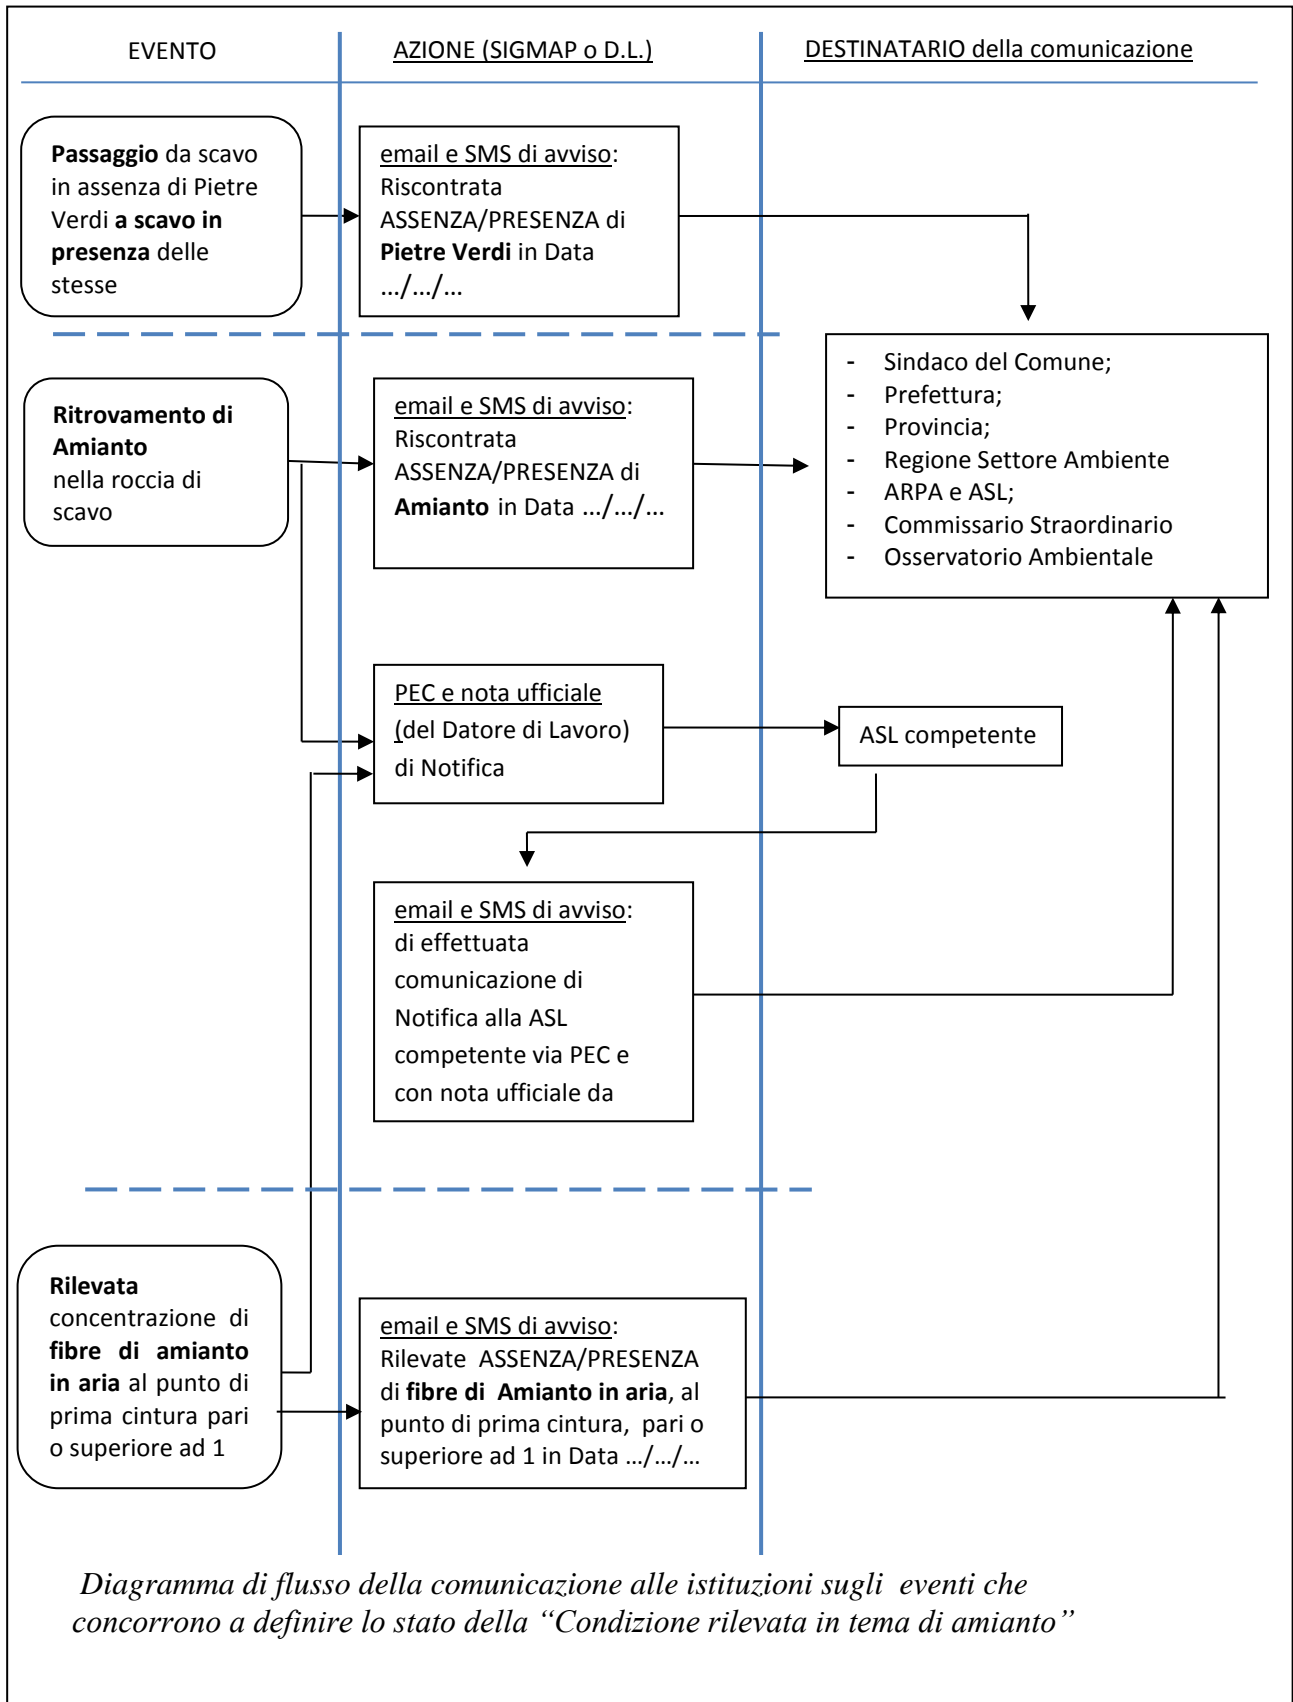 EVENTO
AZIONE (SIGMAP o D.L.)
DESTINATARIO della comunicazione
Passaggio da scavo
in assenza di Pietre
Verdi a scavo in
presenza delle
stesse
email e SMS di avviso:
Riscontrata
ASSENZA/PRESENZA di
Pietre Verdi in Data
.../.../...
- Sindaco del Comune;
- Prefettura;
- Provincia;
- Regione Settore Ambiente
- ARPA e ASL;
- Commissario Straordinario
- Osservatorio Ambientale
Ritrovamento di
Amianto
nella roccia di
scavo
email e SMS di avviso:
Riscontrata
ASSENZA/PRESENZA di
Amianto in Data .../.../...
PEC e nota ufficiale
(del Datore di Lavoro)
di Notifica
ASL competente
email e SMS di avviso:
di effettuata
comunicazione di
Notifica alla ASL
competente via PEC e
con nota ufficiale da
Rilevata
concentrazione di
fibre di amianto
in aria al punto di
prima cintura pari
o superiore ad 1
email e SMS di avviso:
Rilevate ASSENZA/PRESENZA
di fibre di Amianto in aria, al
punto di prima cintura, pari o
superiore ad 1 in Data .../.../...
Diagramma di flusso della comunicazione alle istituzioni sugli eventi che
concorrono a definire lo stato della “Condizione rilevata in tema di amianto”